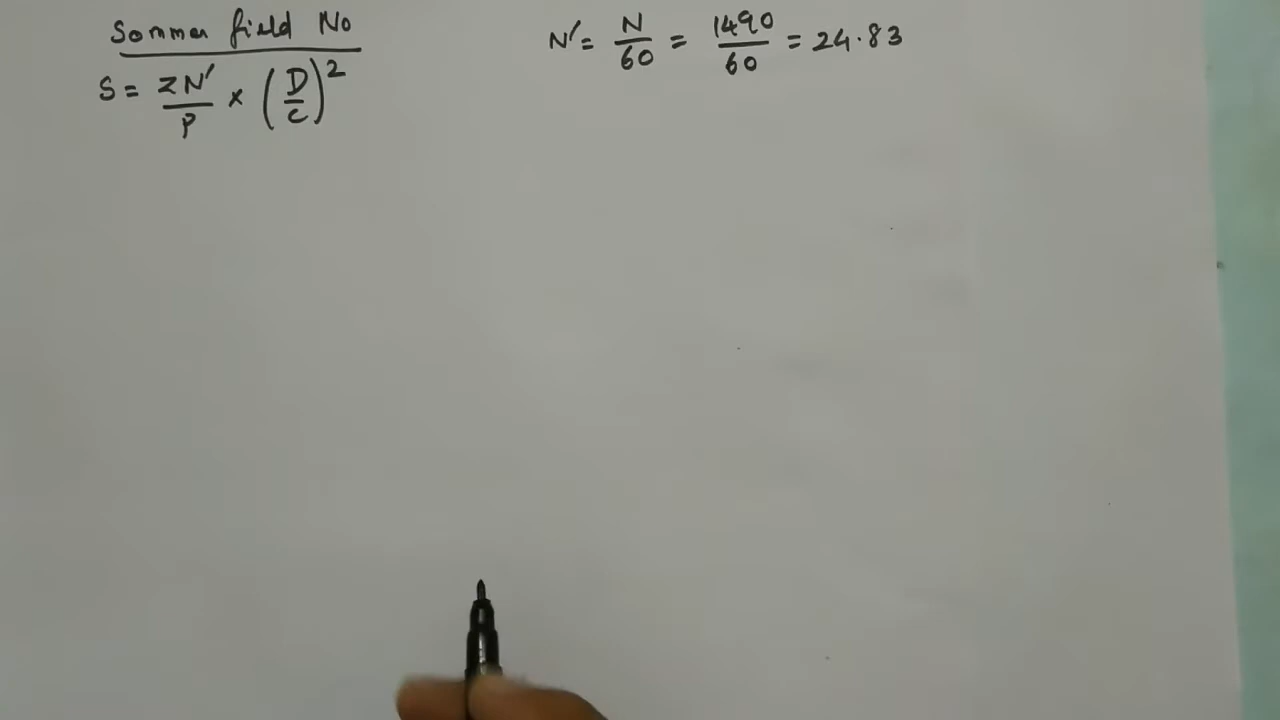 Sommer field No
N' = N/60 = 1490/60 = 24.83
S = ZN'/P × (D/C)²